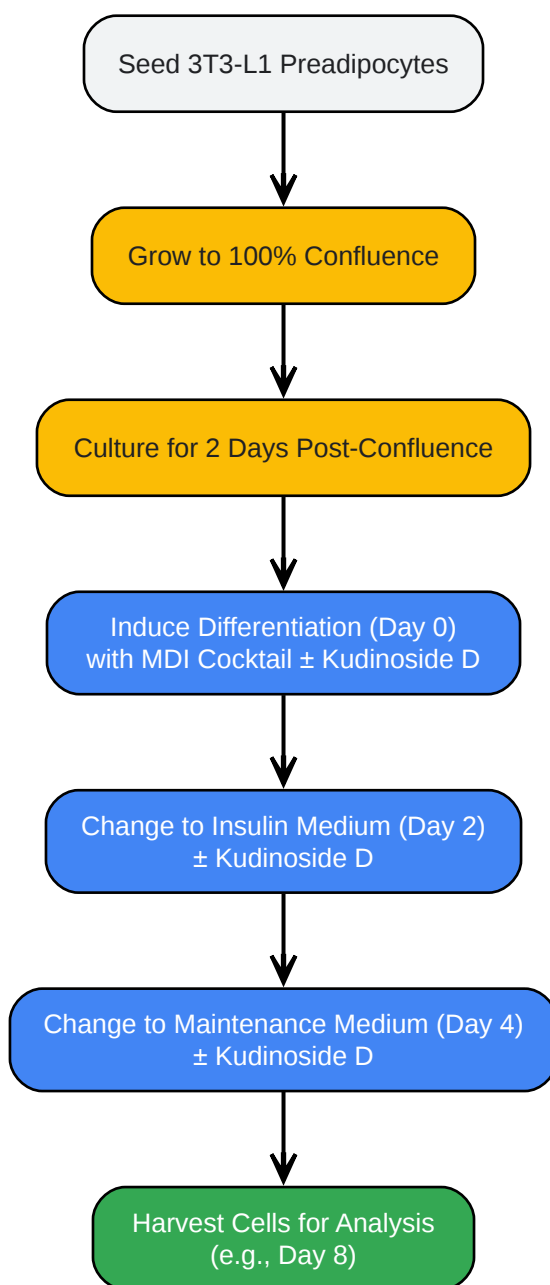 Seed 3T3-L1 Preadipocytes
Grow to 100% Confluence
Culture for 2 Days Post-Confluence
Induce Differentiation (Day 0)
with MDI Cocktail ± Kudinoside D
Change to Insulin Medium (Day 2)
± Kudinoside D
Change to Maintenance Medium (Day 4)
± Kudinoside D
Harvest Cells for Analysis
(e.g., Day 8)